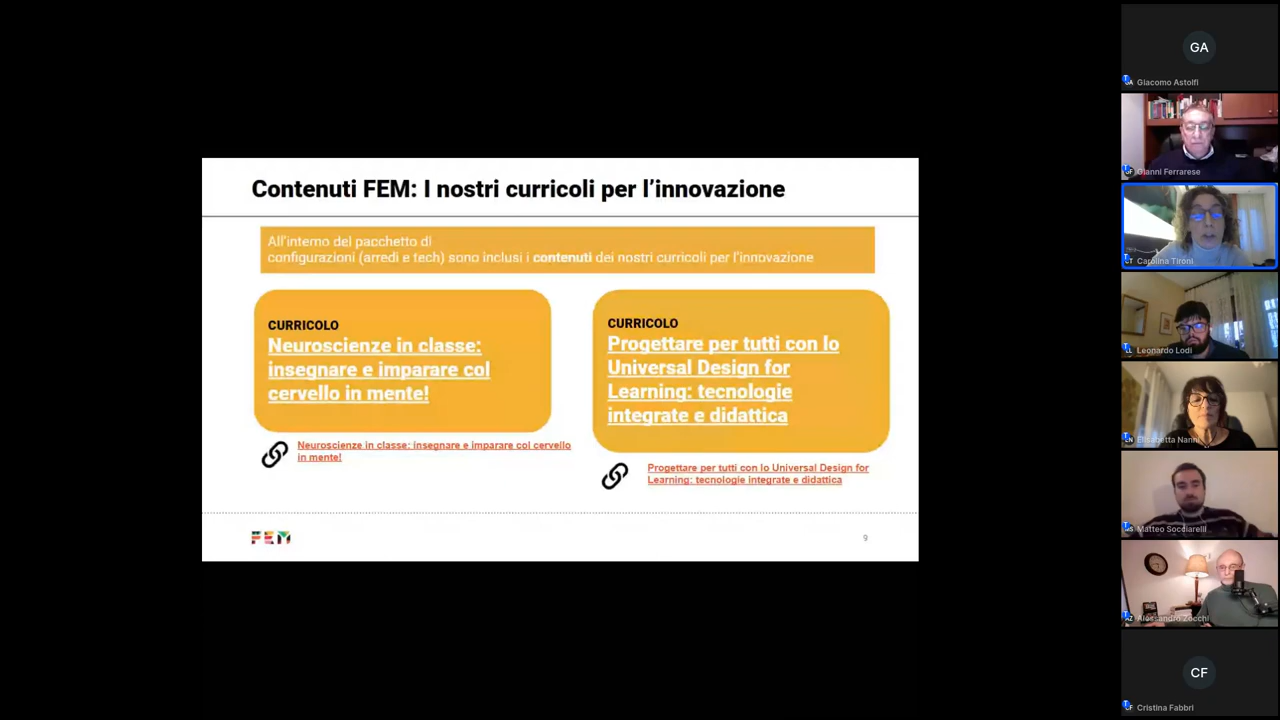 Contenuti FEM: I nostri curricoli per l'innovazione
All'interno del pacchetto di
configurazioni (arredi e tech) sono inclusi i contenuti dei nostri curricoli per l'innovazione
CURRICOLO
Neuroscienze in classe:
insegnare e imparare col
cervello in mente!
Neuroscienze in classe: insegnare e imparare col cervello
in mente!
CURRICOLO
Progettare per tutti con lo
Universal Design for
Learning: tecnologie
integrate e didattica
Progettare per tutti con lo Universal Design for
Learning: tecnologie integrate e didattica
FEM
9
GA
Giacomo Astolfi
Gianni Ferrarese
Carolina Tironi
Leonardo Lodi
Elisabetta Nanni
Matteo Socciarelli
Alessandro Zocchi
CF
Cristina Fabbri